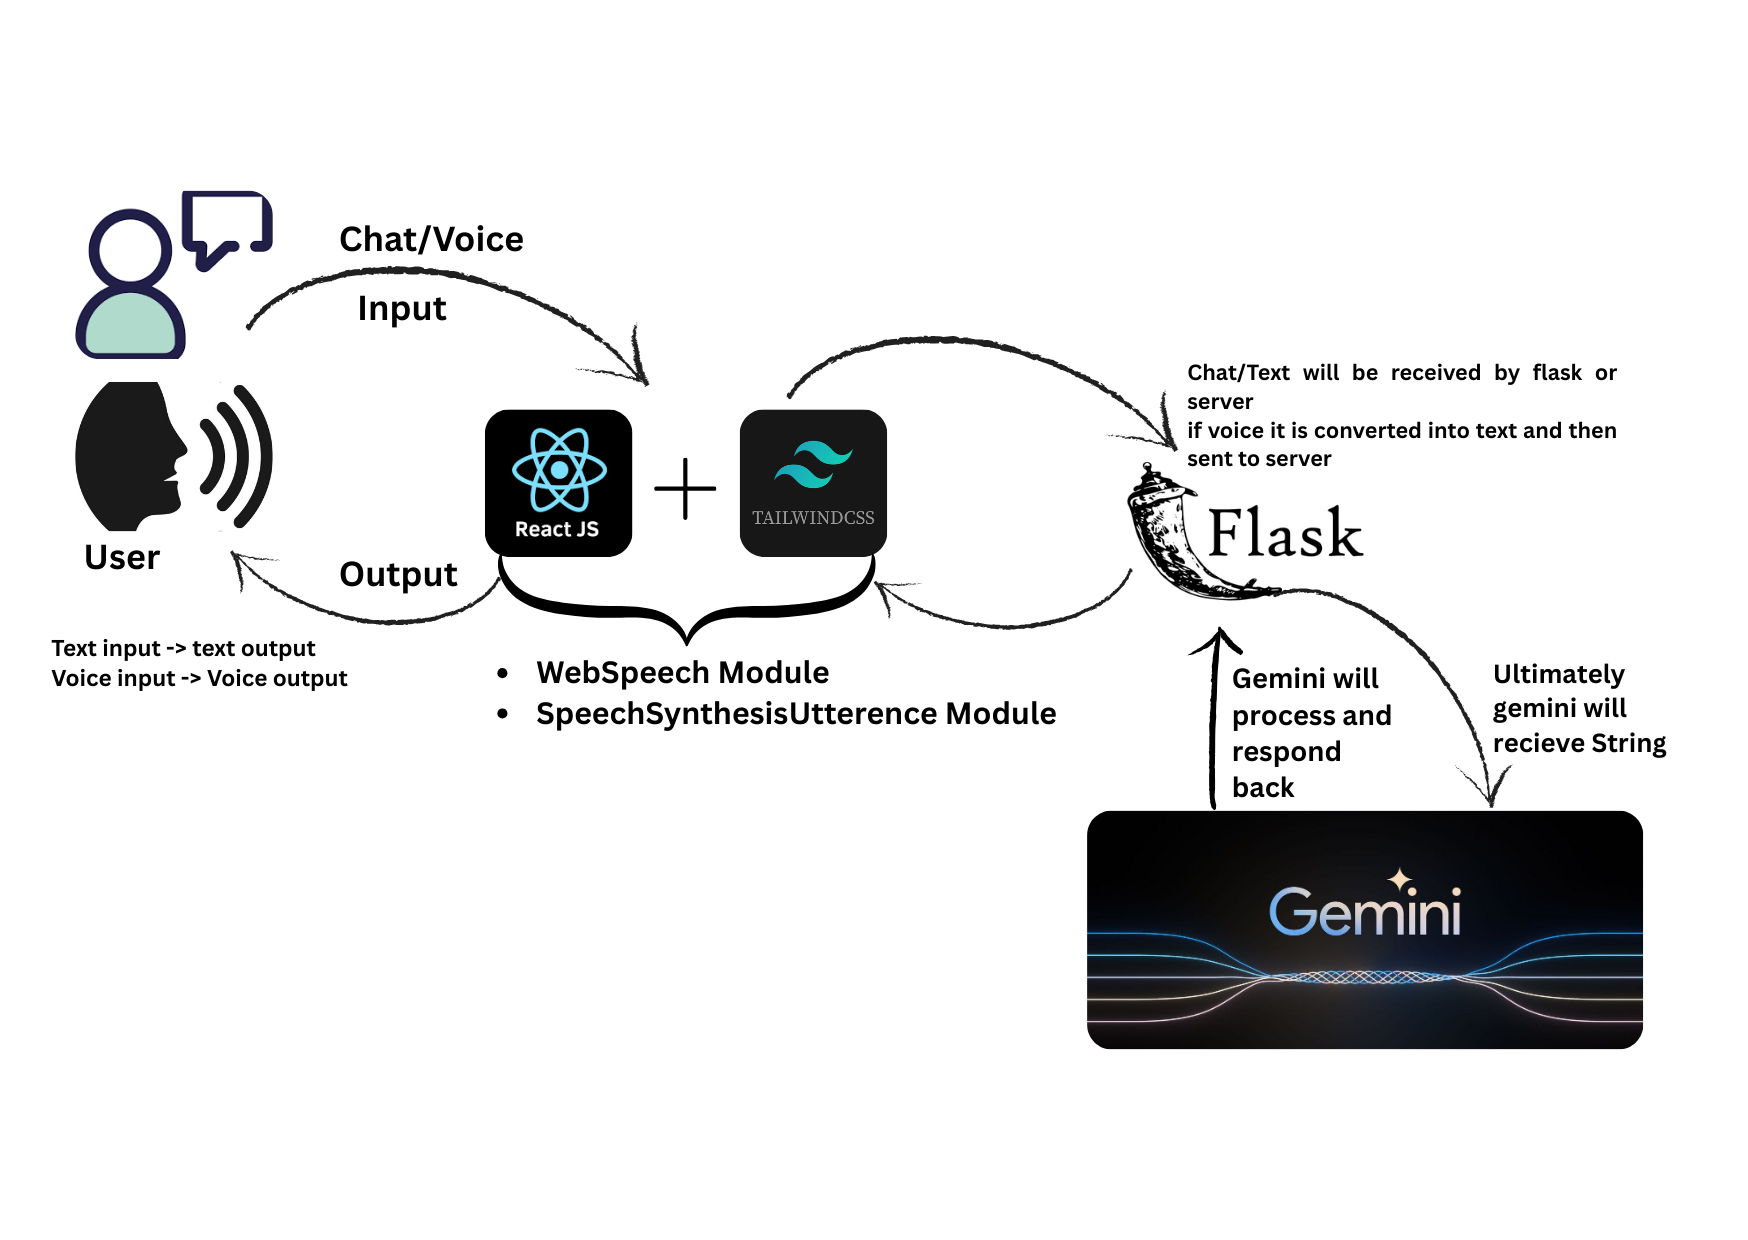 Chat/Voice
Input
User
Output
Text input -> text output
Voice input -> Voice output
React JS
TAILWINDCSS
• WebSpeech Module
• SpeechSynthesisUtterence Module
Chat/Text will be received by flask or
server
if voice it is converted into text and then
sent to server
Flask
Gemini will
process and
respond
back
Ultimately
gemini will
recieve String
Gemini